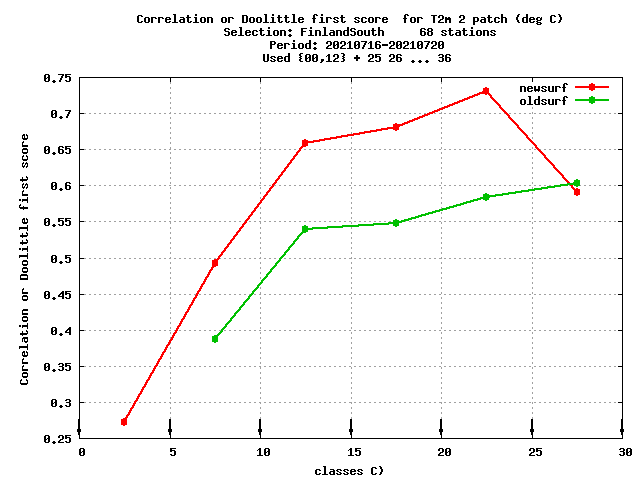 Correlation or Doolittle first score  for T2m 2 patch (deg C)
Selection: FinlandSouth     68 stations
Period: 20210716-20210720
Used {00,12} + 25 26 ... 36
newsurf
oldsurf
Correlation or Doolittle first score
0.75
0.7
0.65
0.6
0.55
0.5
0.45
0.4
0.35
0.3
0.25
0 5 10 15 20 25 30
classes C)